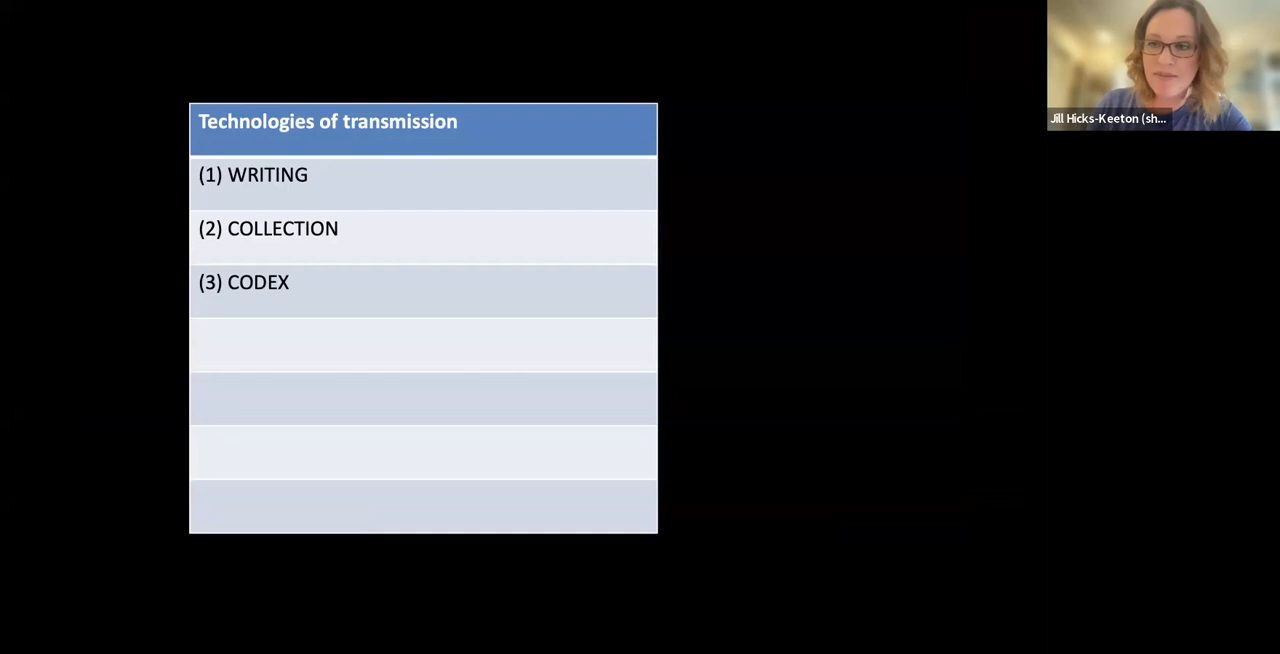 Technologies of transmission
(1) WRITING
(2) COLLECTION
(3) CODEX
Jill Hicks-Keeton (sh...